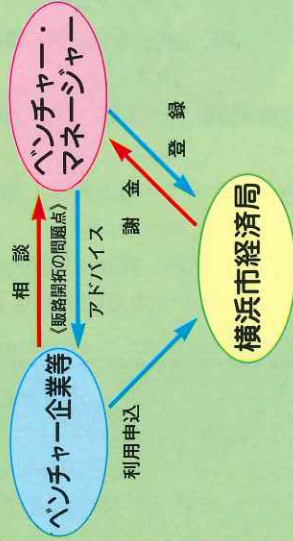 相談
《販路開拓の問題点》
アドバイス
ベンチャー企業等
ベンチャー・
マネージャー
利用申込
謝金
登録
横浜市経済局